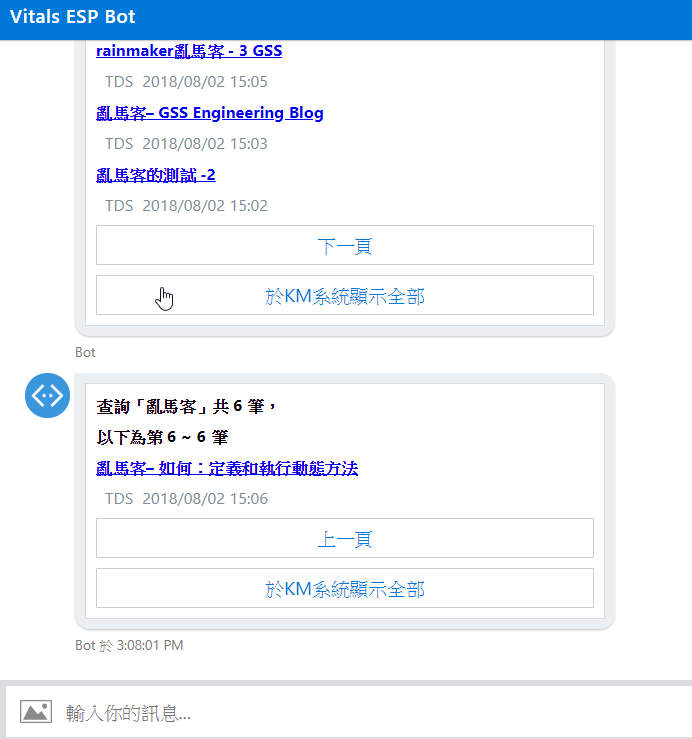 Vitals ESP Bot
rainmaker亂馬客 - 3 GSS
TDS 2018/08/02 15:05
亂馬客– GSS Engineering Blog
TDS 2018/08/02 15:03
亂馬客的測試 -2
TDS 2018/08/02 15:02
下一頁
於KM系統顯示全部
Bot
查詢「亂馬客」共 6 筆，
以下為第 6 ~ 6 筆
亂馬客– 如何：定義和執行動態方法
TDS 2018/08/02 15:06
上一頁
於KM系統顯示全部
Bot 於 3:08:01 PM
輸入你的訊息...